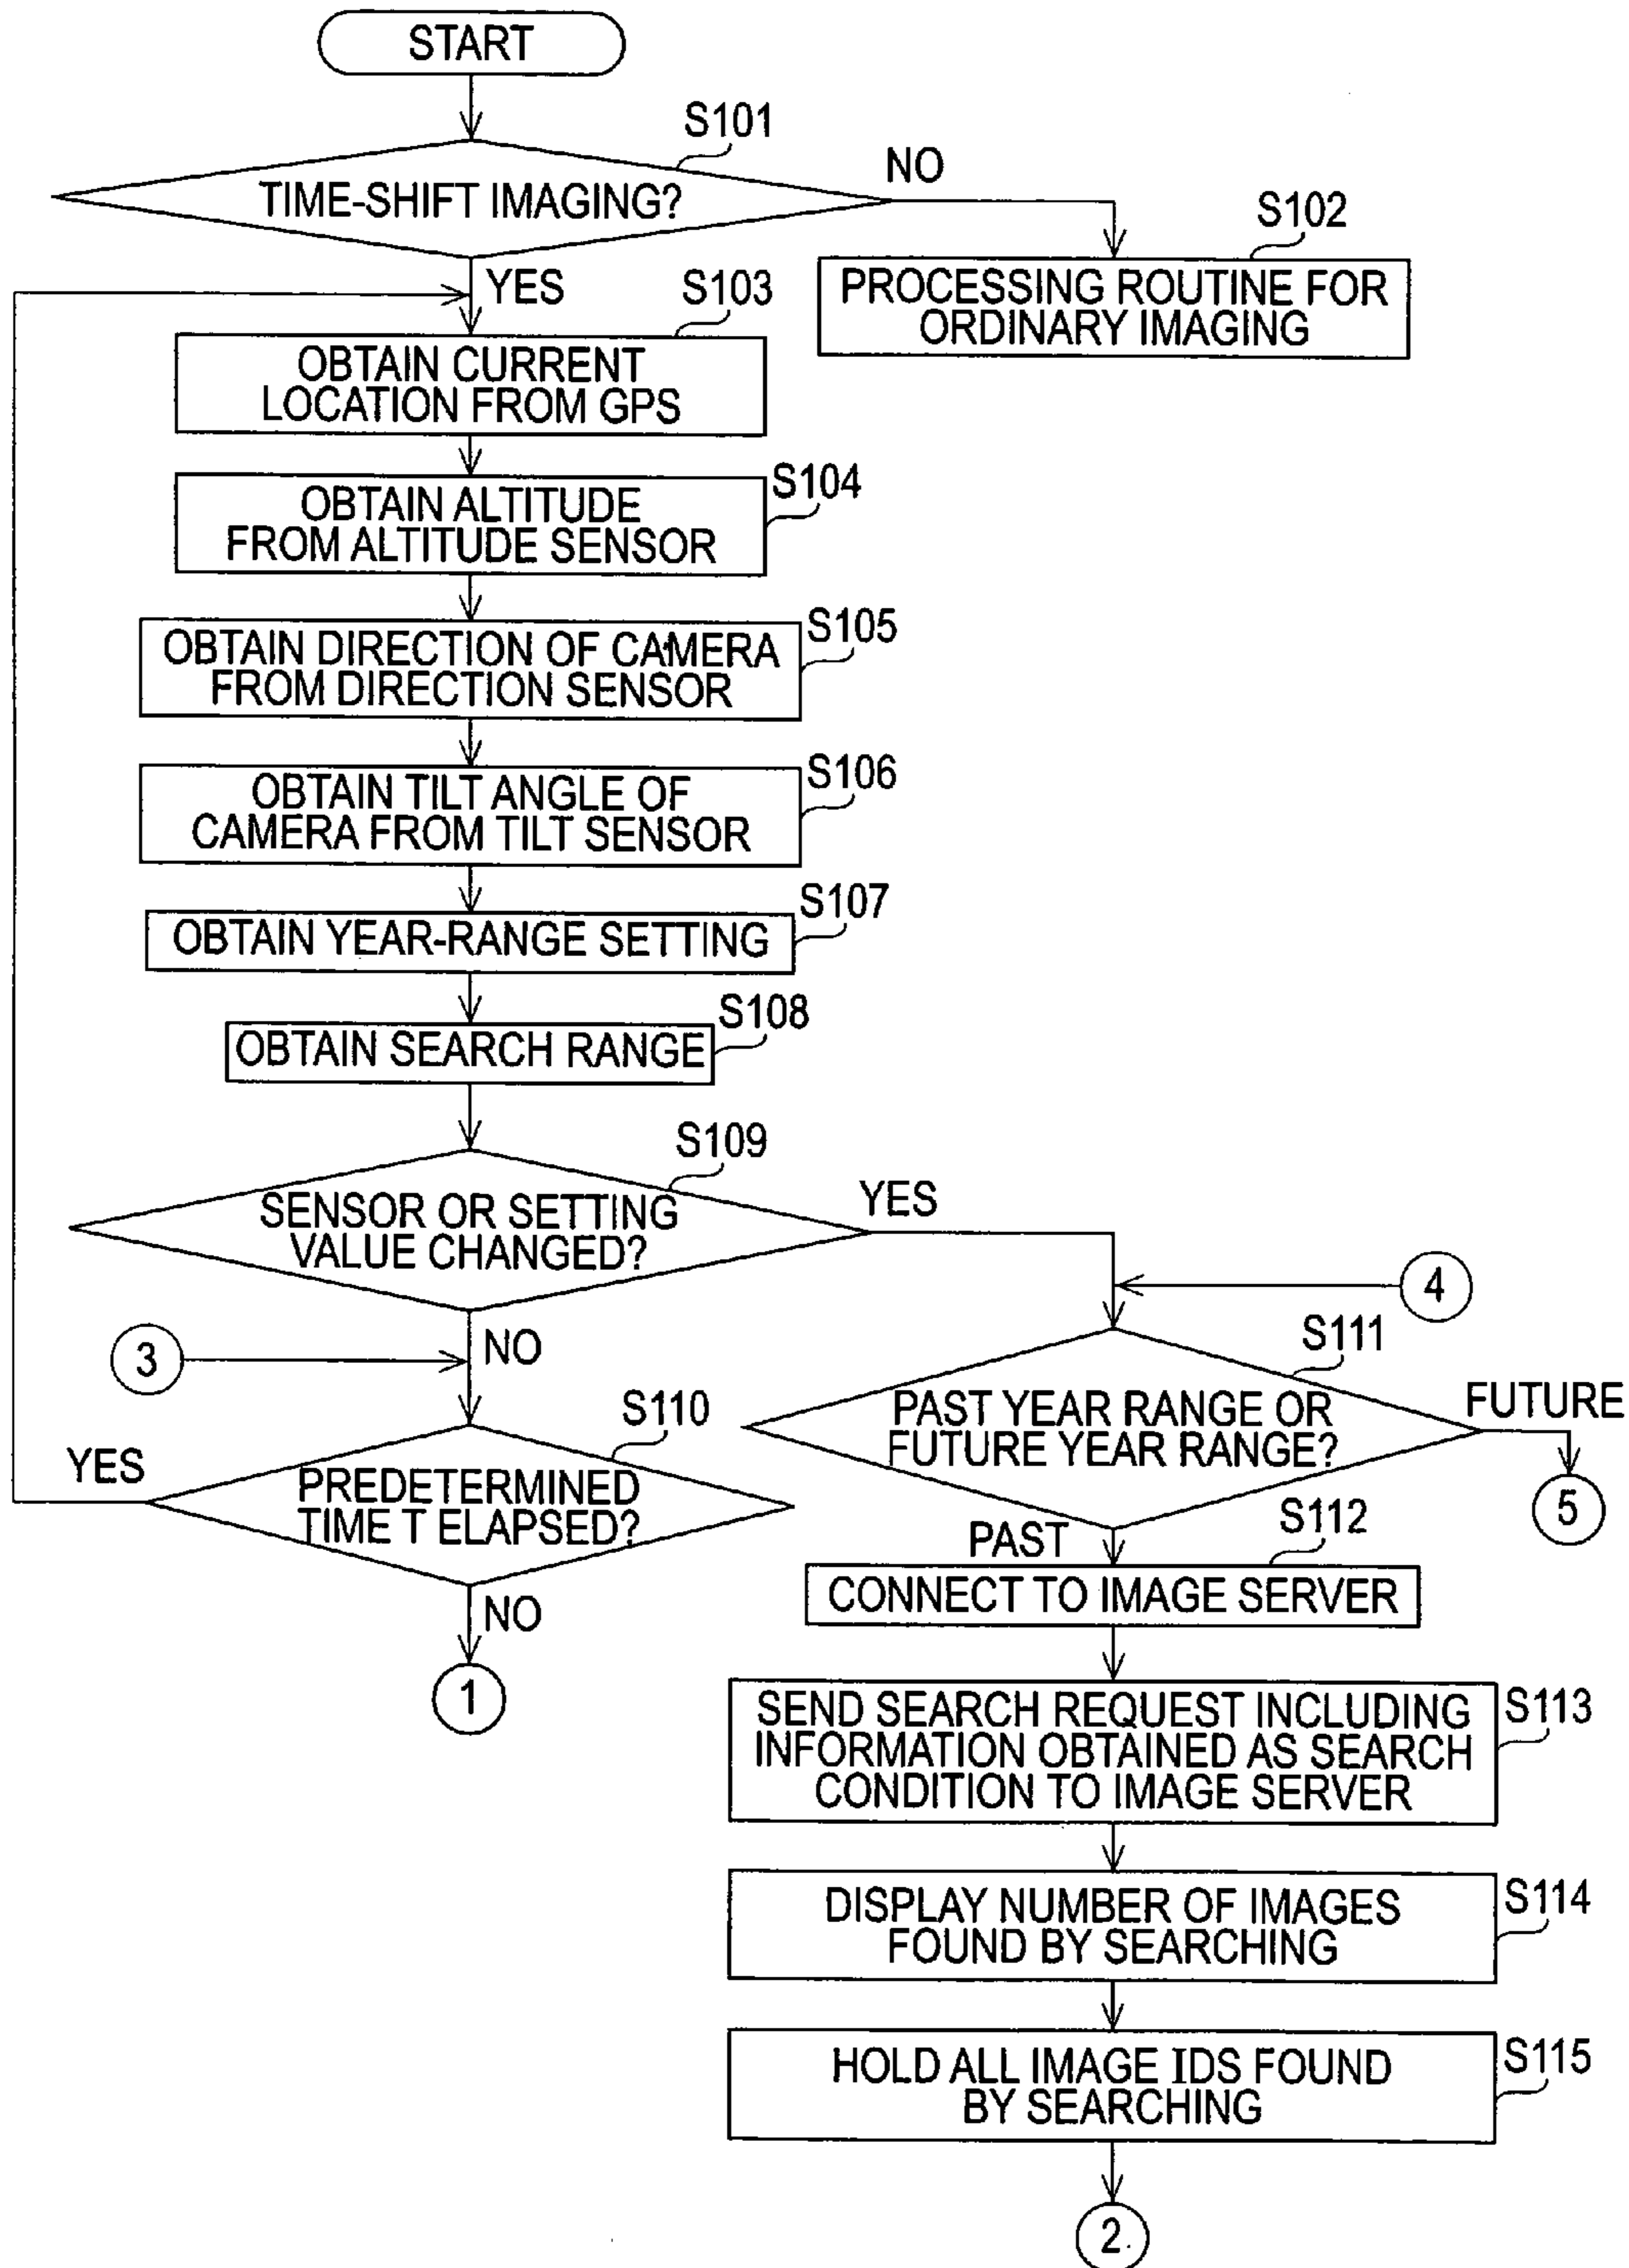 START
S101
TIME-SHIFT IMAGING?
NO
S102
PROCESSING ROUTINE FOR
ORDINARY IMAGING
YES
S103
OBTAIN CURRENT
LOCATION FROM GPS
S104
OBTAIN ALTITUDE
FROM ALTITUDE SENSOR
S105
OBTAIN DIRECTION OF CAMERA
FROM DIRECTION SENSOR
S106
OBTAIN TILT ANGLE OF
CAMERA FROM TILT SENSOR
S107
OBTAIN YEAR-RANGE SETTING
S108
OBTAIN SEARCH RANGE
S109
SENSOR OR SETTING
VALUE CHANGED?
YES
NO
3
4
S110
PREDETERMINED
TIME T ELAPSED?
YES
NO
1
S111
PAST YEAR RANGE OR
FUTURE YEAR RANGE?
FUTURE
5
PAST
S112
CONNECT TO IMAGE SERVER
S113
SEND SEARCH REQUEST INCLUDING
INFORMATION OBTAINED AS SEARCH
CONDITION TO IMAGE SERVER
S114
DISPLAY NUMBER OF IMAGES
FOUND BY SEARCHING
S115
HOLD ALL IMAGE IDS FOUND
BY SEARCHING
2